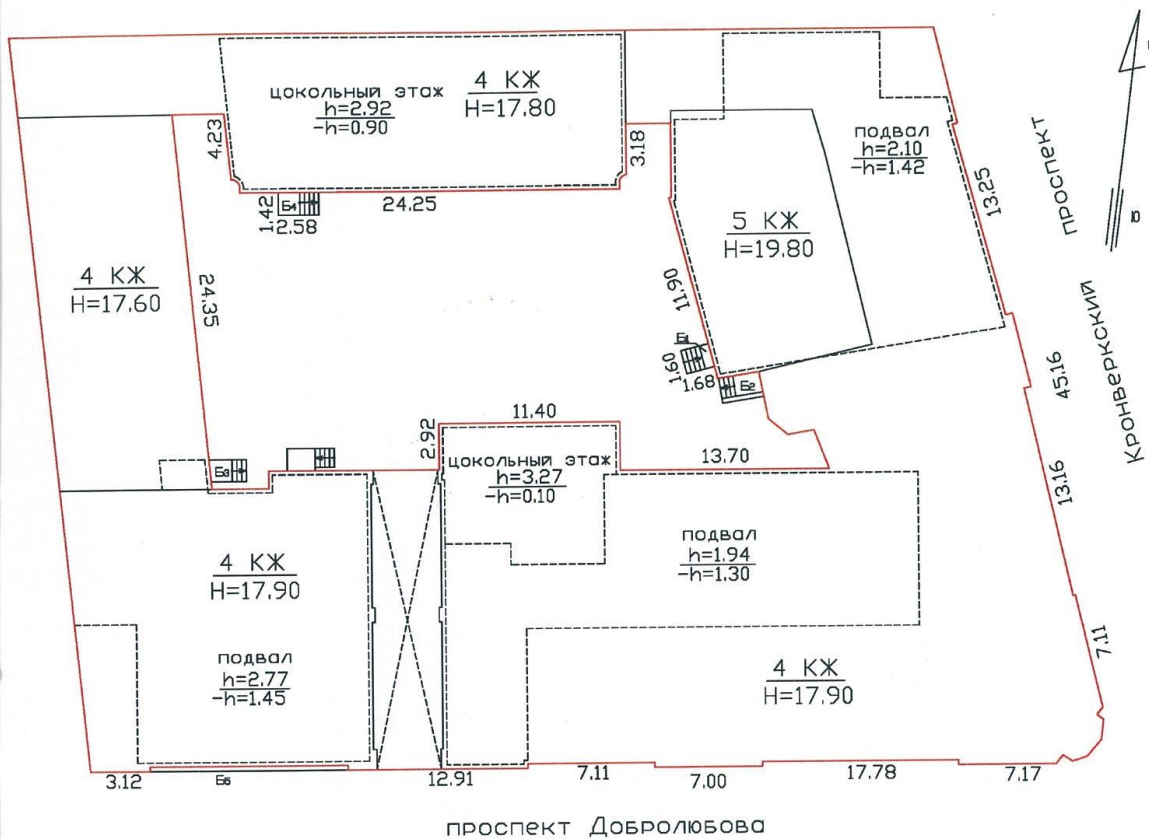 цокольный этаж
h=2.92
-h=0.90
4 КЖ
H=17.80
4.23
3.18
1.42
Б4
2.58
24.25
подвал
h=2.10
-h=1.42
13.25
проспект
Ю
5 КЖ
H=19.80
4 КЖ
H=17.60
24.35
11.90
Б1
1.60
1.68
Б2
45.16
Кронверкский
11.40
2.92
13.70
цокольный этаж
h=3.27
-h=0.10
Б3
13.16
4 КЖ
H=17.90
подвал
h=1.94
-h=1.30
7.11
подвал
h=2.77
-h=1.45
4 КЖ
H=17.90
3.12
Б5
12.91
7.11
7.00
17.78
7.17
проспект Добролюбова